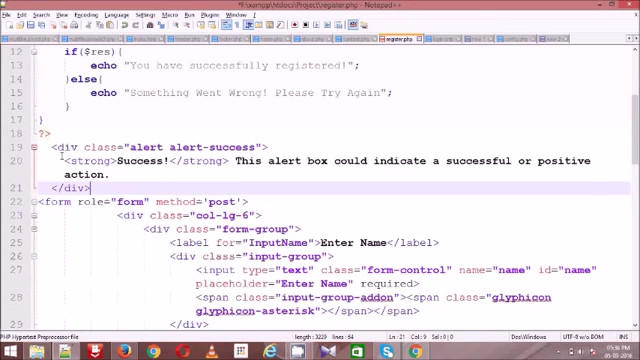 *F:\xampp\htdocs\Project\register.php - Notepad++
File Edit Search View Encoding Language Settings Macro Run Plugins Window ?
register.php
12 if($res){
13 echo "You have successfully registered!";
14 }else{
15 echo "Something Went Wrong! Please Try Again";
16 }
17 }
18 ?>
19 <div class="alert alert-success">
20 <strong>Success!</strong> This alert box could indicate a successful or positive
action.
21 </div>
22 <form role="form" method='post'>
23 <div class="col-lg-6">
24 <div class="form-group">
25 <label for="InputName">Enter Name</label>
26 <div class="input-group">
27 <input type="text" class="form-control" name="name" id="name"
placeholder="Enter Name" required>
28 <span class="input-group-addon"><span class="glyphicon
glyphicon-asterisk"></span></span>
29 </div>
PHP Hypertext Preprocessor file length : 3229 lines : 64 Ln : 21 Col : 9 Sel : 0 | 0 Dos\Windows UTF-8 w/o BOM INS
05:36 PM